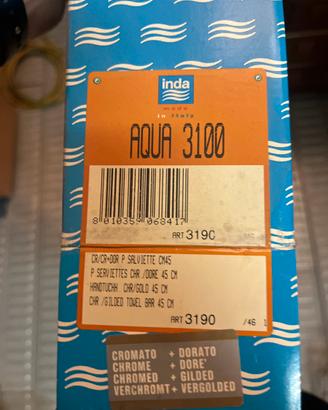 inda
made
in Italy
AQUA 3100
8 010359 068417
ART 3190
CR/CR+DOR P SALVIETTE CM45
P SERVIETTES CHR /DORE 45 CM
HANDTUCHH CHR/GOLD 45 CM
CHR /GILDED TOWEL BAR 45 CM
ART 3190 /46 1
CROMATO + DORATO
CHROME + DORE'
CHROMED + GILDED
VERCHROMT + VERGOLDED